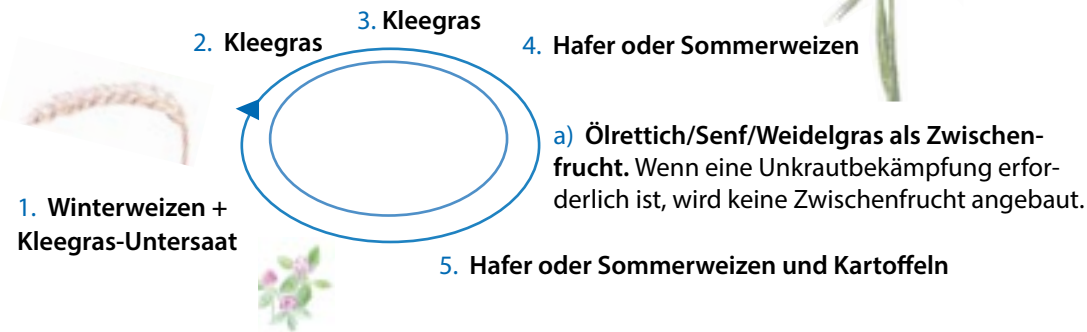 3. Kleegras
2. Kleegras
4. Hafer oder Sommerweizen
a) Ölrettich/Senf/Weidelgras als Zwischen-
frucht. Wenn eine Unkrautbekämpfung erfor-
derlich ist, wird keine Zwischenfrucht angebaut.
1. Winterweizen +
Kleegras-Untersaat
5. Hafer oder Sommerweizen und Kartoffeln